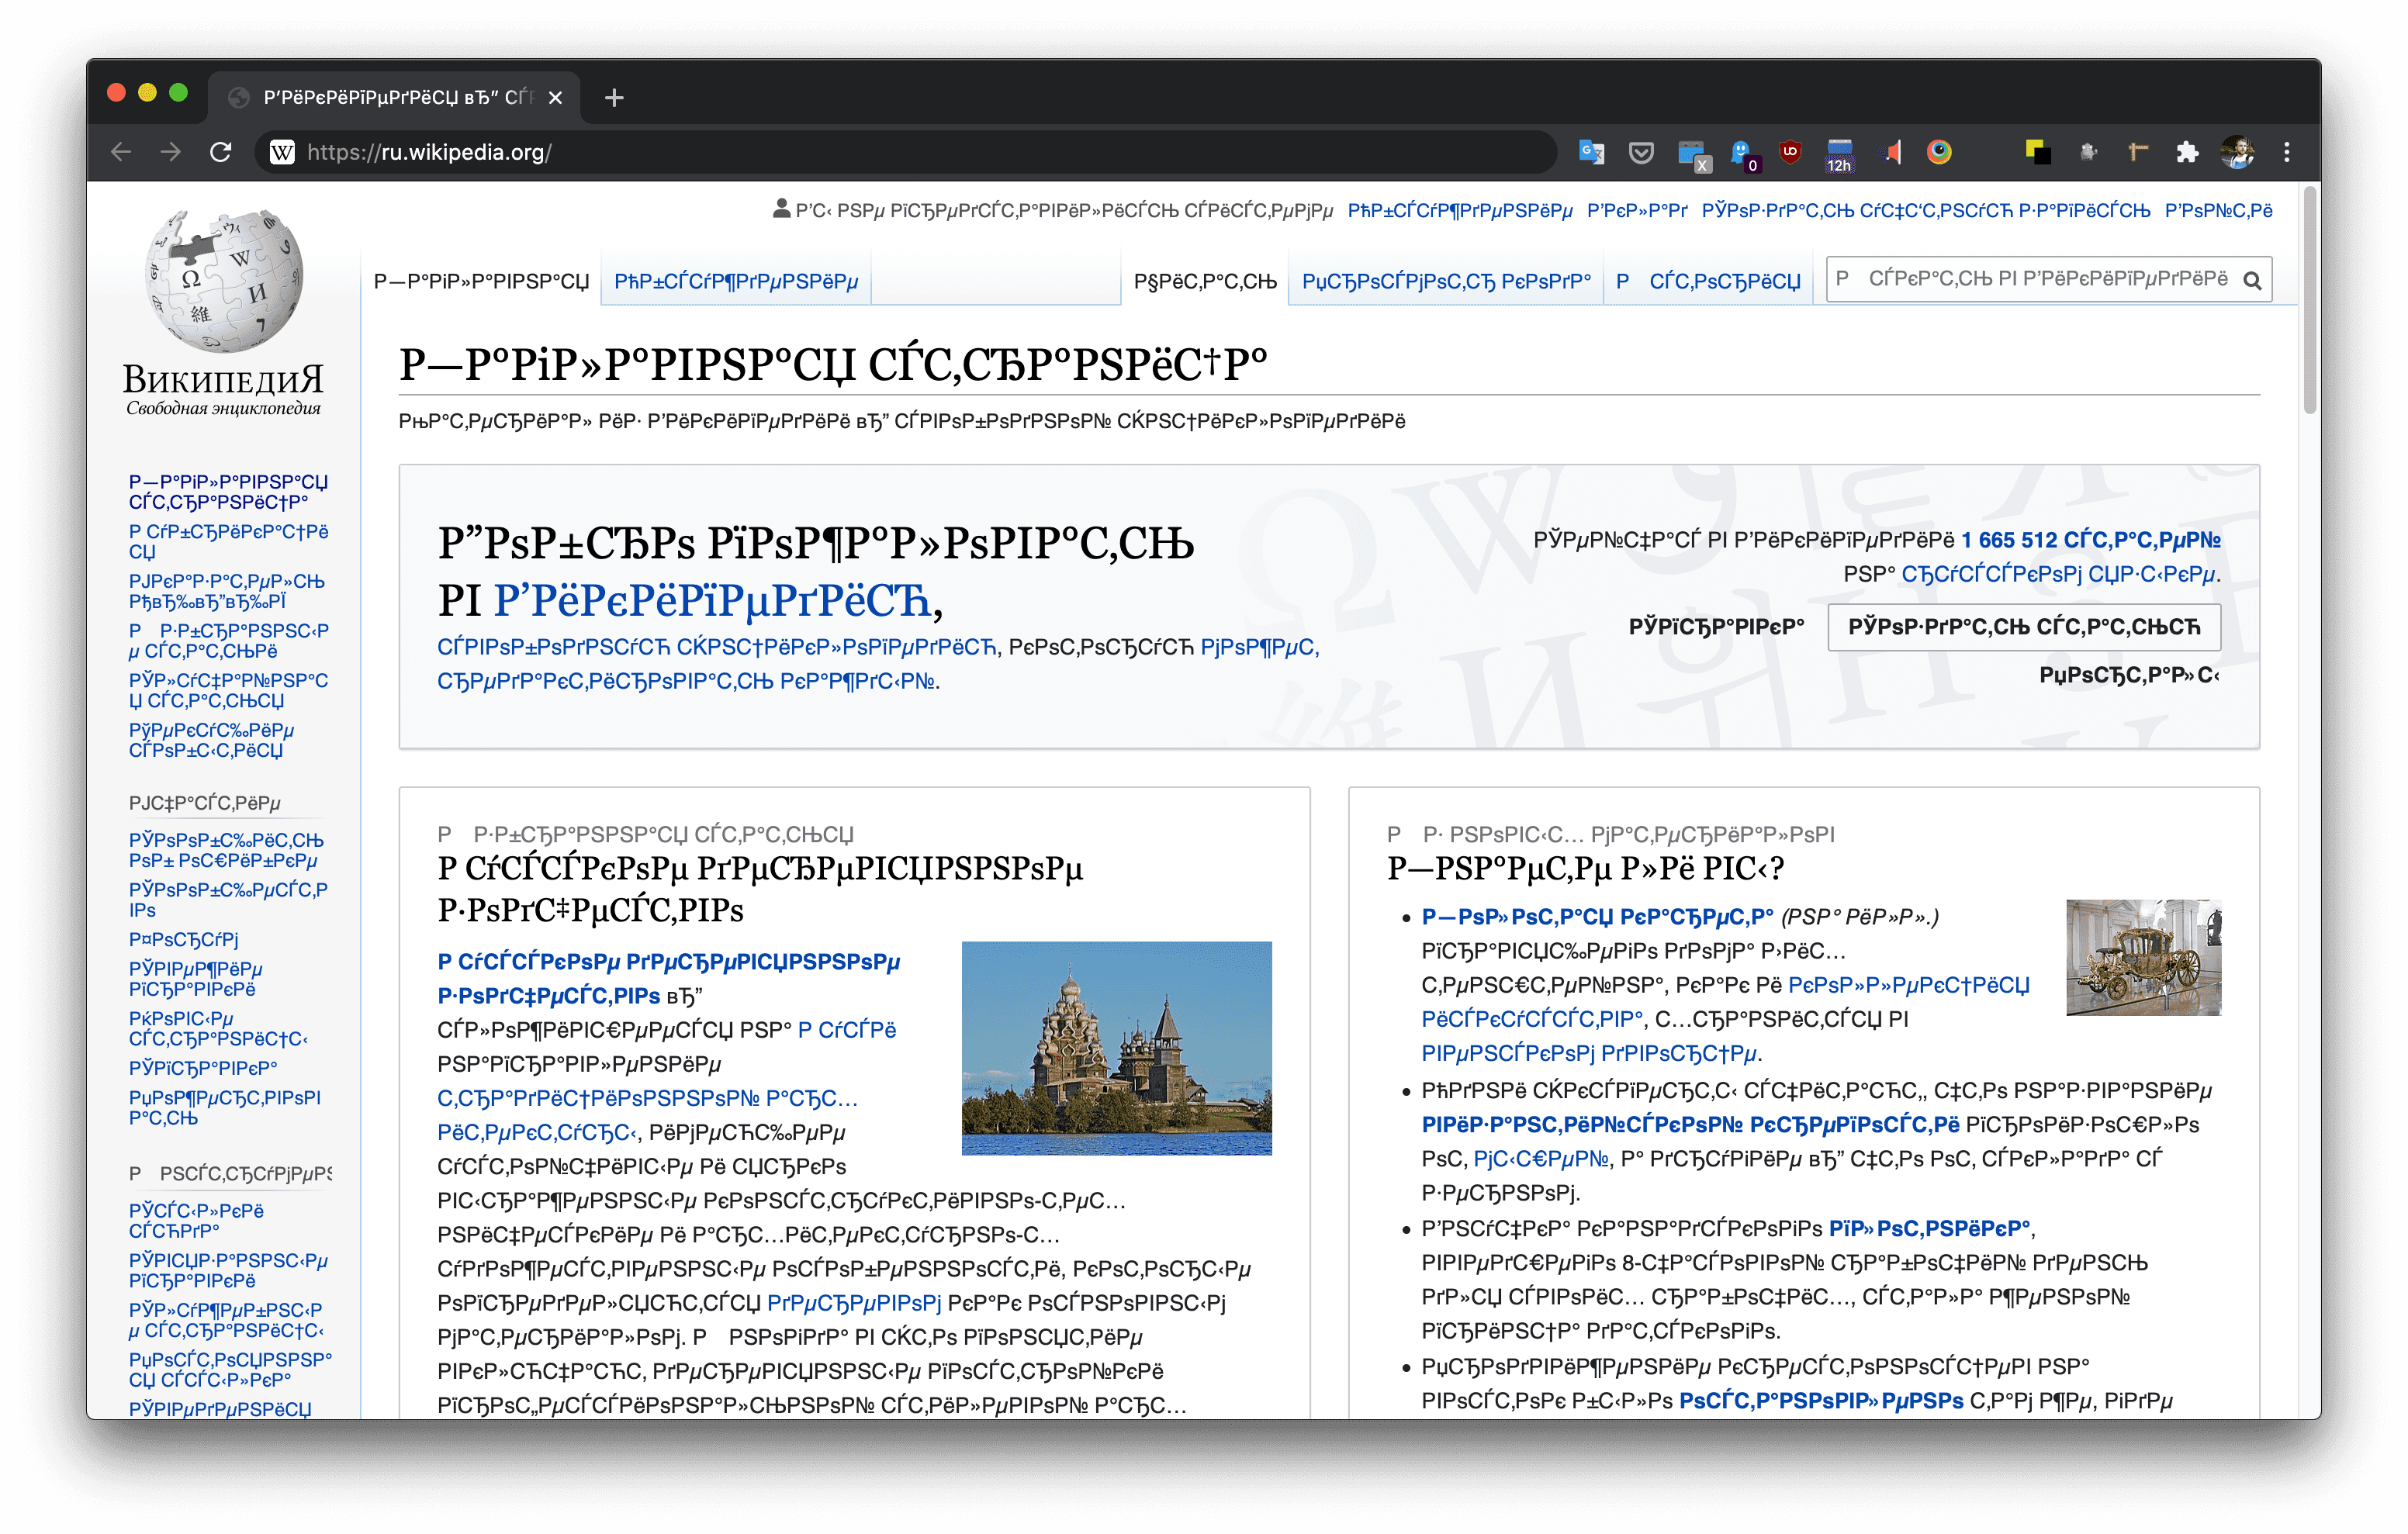 Р’РёРєРёРїРµРґРёСЏ вЂ” СЃР
https://ru.wikipedia.org/
12h
Р’С‹ РЅРµ РїСЂРµРґСЃС‚Р°РІРёР»РёСЃСЊ СЃРёСЃС‚РµРјРµ РћР±СЃСѓР¶РґРµРЅРёРµ Р’РєР»Р°Рґ РЎРѕР·РґР°С‚СЊ СѓС‡С‘С‚РЅСѓСЋ Р·Р°РїРёСЃСЊ Р’РѕР№С‚Рё
Р—Р°РіР»Р°РІРЅР°СЏ РћР±СЃСѓР¶РґРµРЅРёРµ Р§РёС‚Р°С‚СЊ РџСЂРѕСЃРјРѕС‚СЂ РєРѕРґР° Р СЃС‚РѕСЂРёСЏ Р СЃРєР°С‚СЊ РІ Р’РёРєРёРїРµРґРёРё
ВикипедиЯ
Свободная энциклопедия
Р—Р°РіР»Р°РІРЅР°СЏ СЃС‚СЂР°РЅРёС†Р°
РњР°С‚РµСЂРёР°Р» РёР· Р’РёРєРёРїРµРґРёРё вЂ” СЃРІРѕР±РѕРґРЅРѕР№ СЌРЅС†РёРєР»РѕРїРµРґРёРё
Р—Р°РіР»Р°РІРЅР°СЏ
СЃС‚СЂР°РЅРёС†Р°
Р СѓР±СЂРёРєР°С†Рё
СЏ
РЈРєР°Р·Р°С‚РµР»СЊ
РђвЂ‰вЂ”вЂ‰РЇ
Р Р·Р±СЂР°РЅРЅС‹Р
µ СЃС‚Р°С‚СЊРё
РЎР»СѓС‡Р°Р№РЅР°С
Џ СЃС‚Р°С‚СЊСЏ
РўРµРєСѓС‰РёРµ
СЃРѕР±С‹С‚РёСЏ
РЈС‡Р°СЃС‚РёРµ
РЎРѕРѕР±С‰РёС‚СЊ
РѕР± РѕС€РёР±РєРµ
РЎРѕРѕР±С‰РµСЃС‚Р
ІРѕ
Р¤РѕСЂСѓРј
РЎРІРµР¶РёРµ
РїСЂР°РІРєРё
РќРѕРІС‹Рµ
СЃС‚СЂР°РЅРёС†С‹
РЎРїСЂР°РІРєР°
РџРѕР¶РµСЂС‚РІРѕРІ
Р°С‚СЊ
Р РЅСЃС‚СЂСѓРјРµРЅ
РЎСЃС‹Р»РєРё
СЃСЋРґР°
РЎРІСЏР·Р°РЅРЅС‹Рµ
РїСЂР°РІРєРё
РЎР»СѓР¶РµР±РЅС‹Р
µ СЃС‚СЂР°РЅРёС†С‹
РџРѕСЃС‚РѕСЏРЅРЅР°
СЏ СЃСЃС‹Р»РєР°
РЎРІРµРґРµРЅРёСЏ
Р”РѕР±СЂРѕ РїРѕР¶Р°Р»РѕРІР°С‚СЊ
РІ Р’РёРєРёРїРµРґРёСЋ,
СЃРІРѕР±РѕРґРЅСѓСЋ СЌРЅС†РёРєР»РѕРїРµРґРёСЋ, РєРѕС‚РѕСЂСѓСЋ РјРѕР¶РµС‚
СЂРµРґР°РєС‚РёСЂРѕРІР°С‚СЊ РєР°Р¶РґС‹Р№.
РЎРµР№С‡Р°СЃ РІ Р’РёРєРёРїРµРґРёРё 1 665 512 СЃС‚Р°С‚РµР№
РЅР° СЂСѓСЃСЃРєРѕРј СЏР·С‹РєРµ.
РЎРїСЂР°РІРєР° РЎРѕР·РґР°С‚СЊ СЃС‚Р°С‚СЊСЋ
РџРѕСЂС‚Р°Р»С‹
Р Р·Р±СЂР°РЅРЅР°СЏ СЃС‚Р°С‚СЊСЏ
Р СѓСЃСЃРєРѕРµ РґРµСЂРµРІСЏРЅРЅРѕРµ
Р·РѕРґС‡РµСЃС‚РІРѕ
Р СѓСЃСЃРєРѕРµ РґРµСЂРµРІСЏРЅРЅРѕРµ
Р·РѕРґС‡РµСЃС‚РІРѕ вЂ”
СЃР»РѕР¶РёРІС€РµРµСЃСЏ РЅР° Р СѓСЃРё
РЅР°РїСЂР°РІР»РµРЅРёРµ
С‚СЂР°РґРёС†РёРѕРЅРЅРѕР№ Р°СЂС…
РёС‚РµРєС‚СѓСЂС‹, РёРјРµСЋС‰РµРµ
СѓСЃС‚РѕР№С‡РёРІС‹Рµ Рё СЏСЂРєРѕ
РІС‹СЂР°Р¶РµРЅРЅС‹Рµ РєРѕРЅСЃС‚СЂСѓРєС‚РёРІРЅРѕ-С‚РµС…
РЅРёС‡РµСЃРєРёРµ Рё Р°СЂС…РёС‚РµРєС‚СѓСЂРЅРѕ-С…
СѓРґРѕР¶РµСЃС‚РІРµРЅРЅС‹Рµ РѕСЃРѕР±РµРЅРЅРѕСЃС‚Рё, РєРѕС‚РѕСЂС‹Рµ
РѕРїСЂРµРґРµР»СЏСЋС‚СЃСЏ РґРµСЂРµРІРѕРј РєР°Рє РѕСЃРЅРѕРІРЅС‹Рј
РјР°С‚РµСЂРёР°Р»РѕРј. Р РЅРѕРіРґР° РІ СЌС‚Рѕ РїРѕРЅСЏС‚РёРµ
РІРєР»СЋС‡Р°СЋС‚ РґРµСЂРµРІСЏРЅРЅС‹Рµ РїРѕСЃС‚СЂРѕР№РєРё
РїСЂРѕС„РµСЃСЃРёРѕРЅР°Р»СЊРЅРѕР№ СЃС‚РёР»РµРІРѕР№ Р°СЂС…
Р Р· РЅРѕРІС‹С… РјР°С‚РµСЂРёР°Р»РѕРІ
Р—РЅР°РµС‚Рµ Р»Рё РІС‹?
Р—РѕР»РѕС‚Р°СЏ РєР°СЂРµС‚Р° (РЅР° РёР»Р».)
РїСЂР°РІСЏС‰РµРіРѕ РґРѕРјР° Р›РёС…
С‚РµРЅС€С‚РµР№РЅР°, РєР°Рє Рё РєРѕР»Р»РµРєС†РёСЏ
РёСЃРєСѓСЃСЃС‚РІР°, С…СЂР°РЅРёС‚СЃСЏ РІ
РІРµРЅСЃРєРѕРј РґРІРѕСЂС†Рµ.
РћРґРЅРё СЌРєСЃРїРµСЂС‚С‹ СЃС‡РёС‚Р°СЋС‚, С‡С‚Рѕ РЅР°Р·РІР°РЅРёРµ
РІРёР·Р°РЅС‚РёР№СЃРєРѕР№ РєСЂРµРїРѕСЃС‚Рё РїСЂРѕРёР·РѕС€Р»Рѕ
РѕС‚ РјС‹С€РµР№, Р° РґСЂСѓРіРёРµ вЂ” С‡С‚Рѕ РѕС‚ СЃРєР»Р°РґР° СЃ
Р·РµСЂРЅРѕРј.
Р’РЅСѓС‡РєР° РєР°РЅР°РґСЃРєРѕРіРѕ РїР»РѕС‚РЅРёРєР°,
РІРІРµРґС€РµРіРѕ 8-С‡Р°СЃРѕРІРѕР№ СЂР°Р±РѕС‡РёР№ РґРµРЅСЊ
РґР»СЏ СЃРІРѕРёС… СЂР°Р±РѕС‡РёС…, СЃС‚Р°Р»Р° Р¶РµРЅРѕР№
РїСЂРёРЅС†Р° РґР°С‚СЃРєРѕРіРѕ.
РџСЂРѕРґРІРёР¶РµРЅРёРµ РєСЂРµСЃС‚РѕРЅРѕСЃС†РµРІ РЅР°
РІРѕСЃС‚РѕРє Р±С‹Р»Рѕ РѕСЃС‚Р°РЅРѕРІР»РµРЅРѕ С‚Р°Рј Р¶Рµ, РіРґРµ